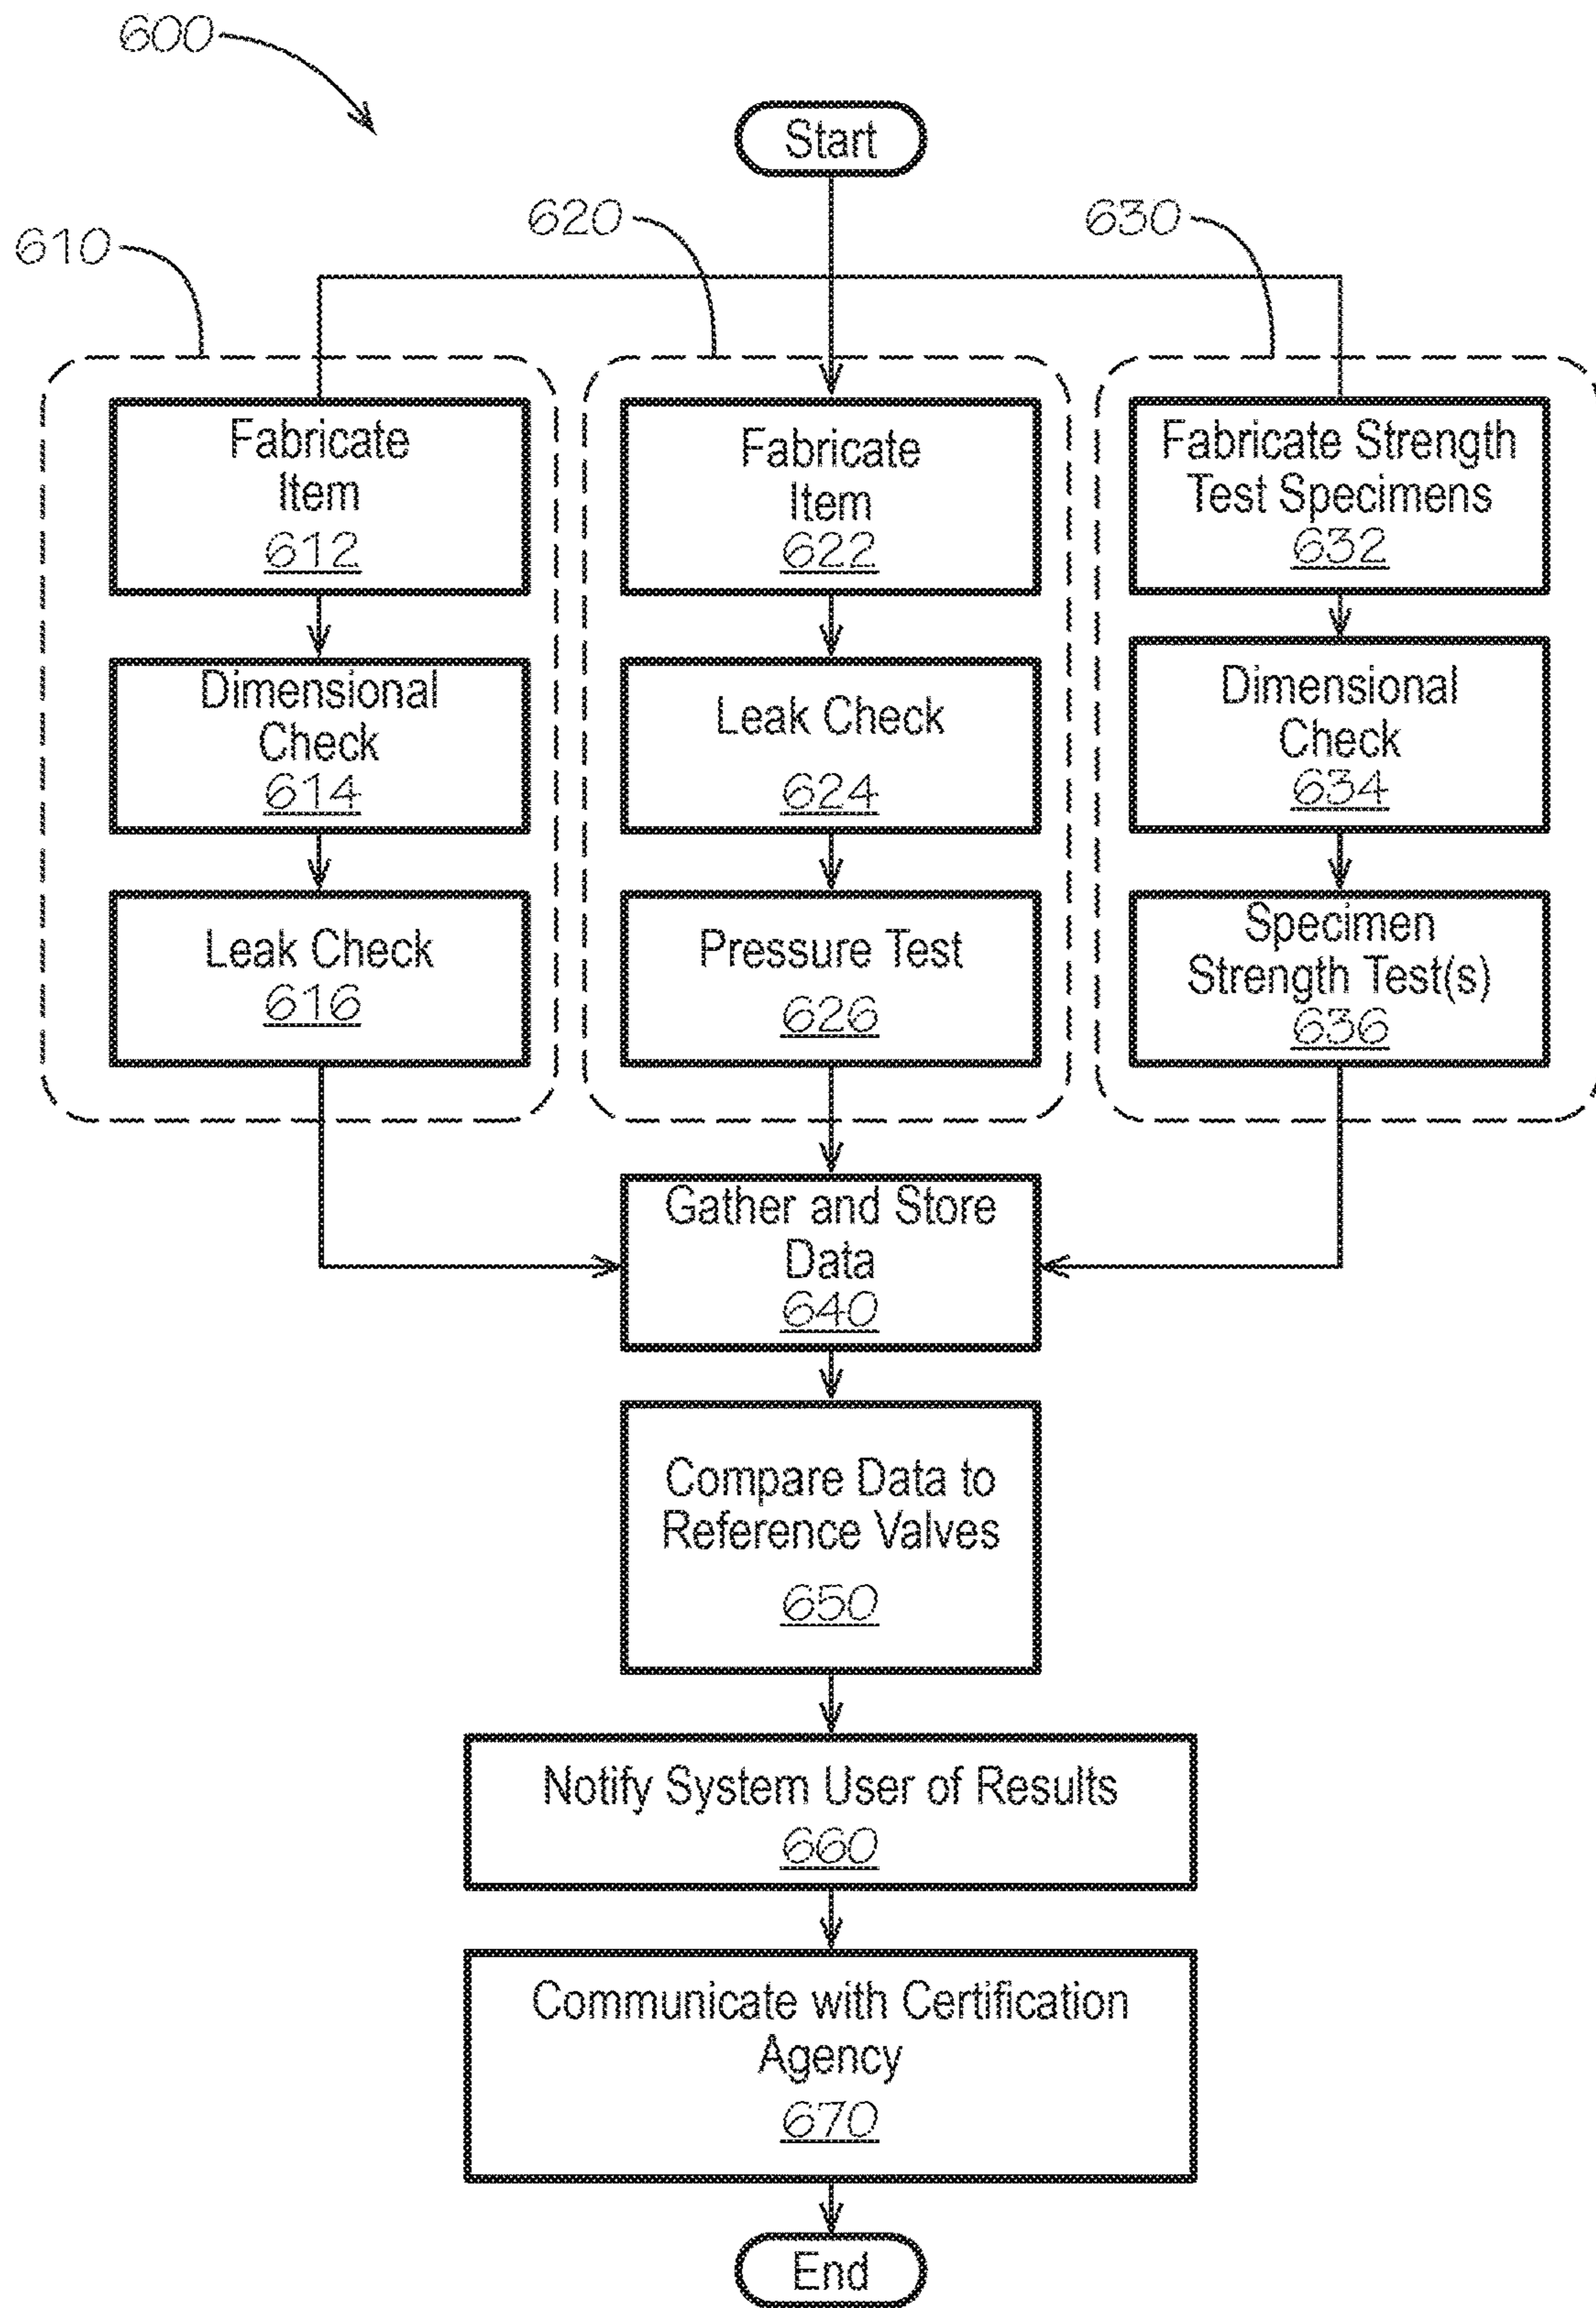 600
Start
610
620
630
Fabricate
Item
612
Dimensional
Check
614
Leak Check
616
Fabricate
Item
622
Leak Check
624
Pressure Test
626
Fabricate Strength
Test Specimens
632
Dimensional
Check
634
Specimen
Strength Test(s)
636
Gather and Store
Data
640
Compare Data to
Reference Valves
650
Notify System User of Results
660
Communicate with Certification
Agency
670
End